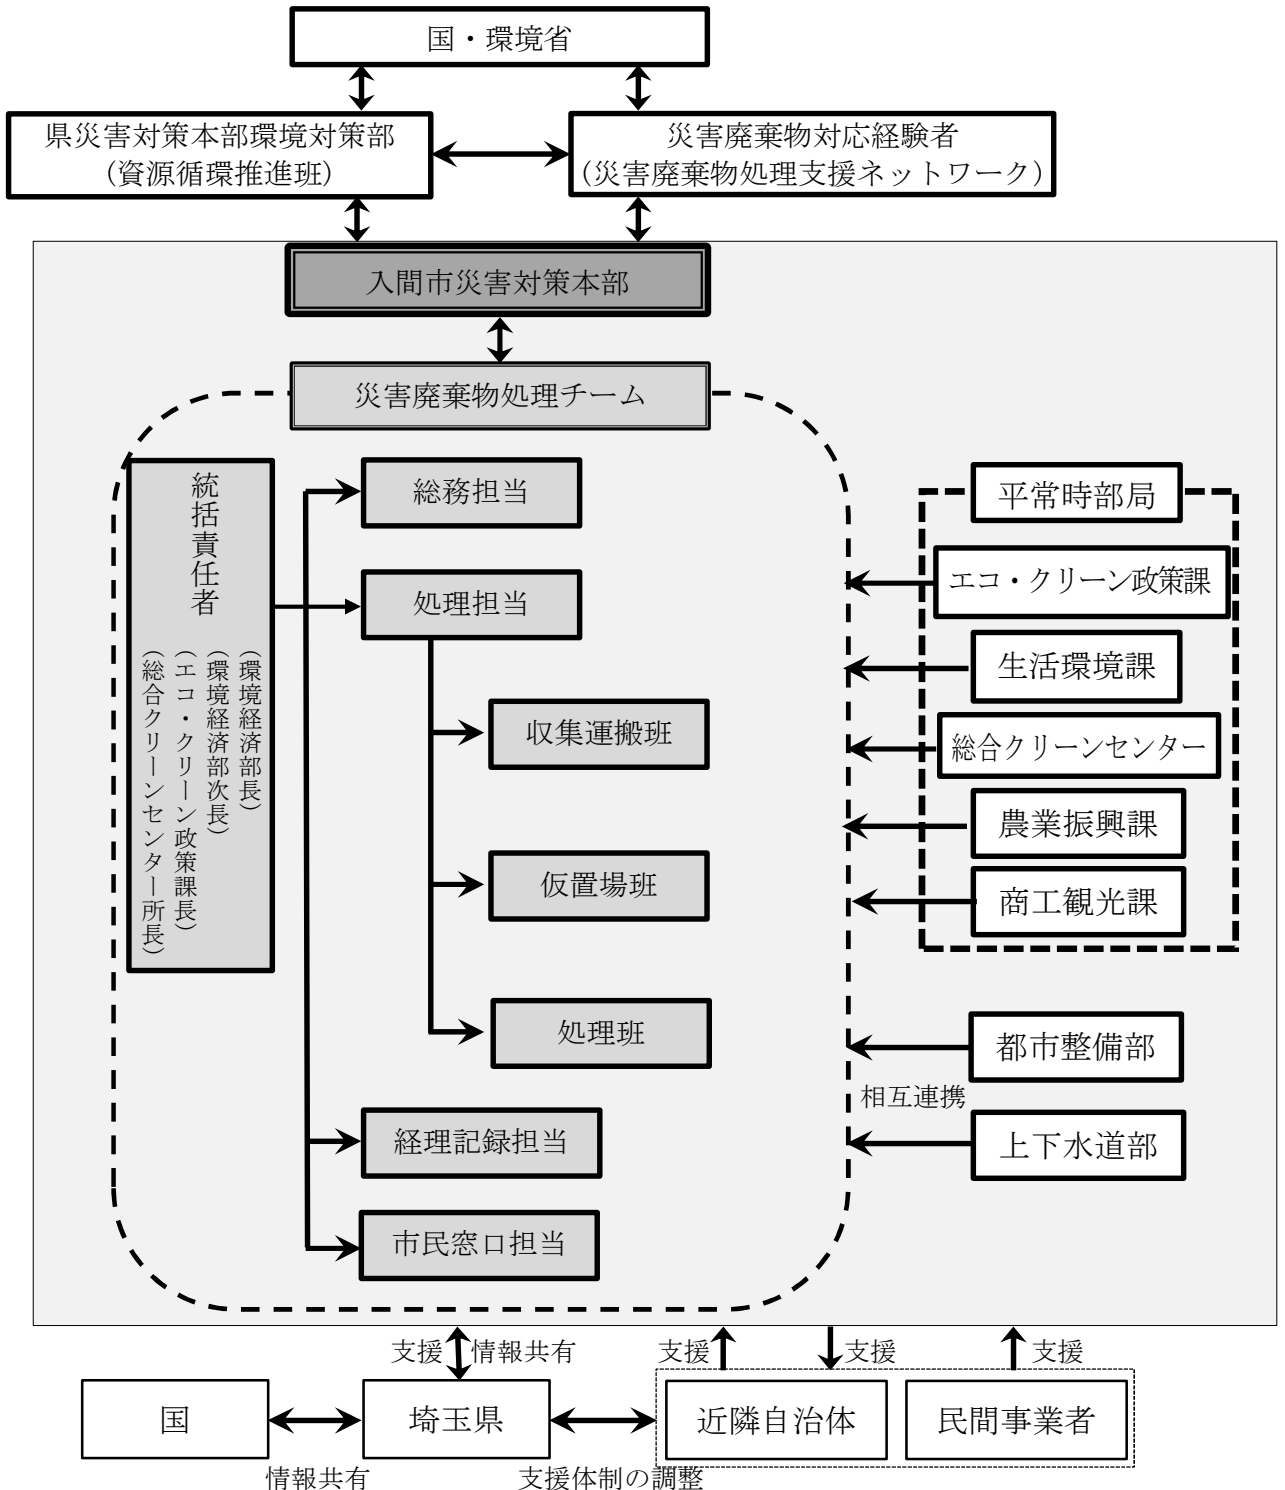 国・環境省
県災害対策本部環境対策部
(資源循環推進班)
災害廃棄物対応経験者
(災害廃棄物処理支援ネットワーク)
入間市災害対策本部
災害廃棄物処理チーム
統括責任者
(環境経済部長)
(環境経済部次長)
(エコ・クリーン政策課長)
(総合クリーンセンター所長)
総務担当
処理担当
収集運搬班
仮置場班
処理班
経理記録担当
市民窓口担当
平常時部局
エコ・クリーン政策課
生活環境課
総合クリーンセンター
農業振興課
商工観光課
都市整備部
相互連携
上下水道部
支援
情報共有
支援
支援
支援
国
埼玉県
近隣自治体
民間事業者
情報共有
支援体制の調整